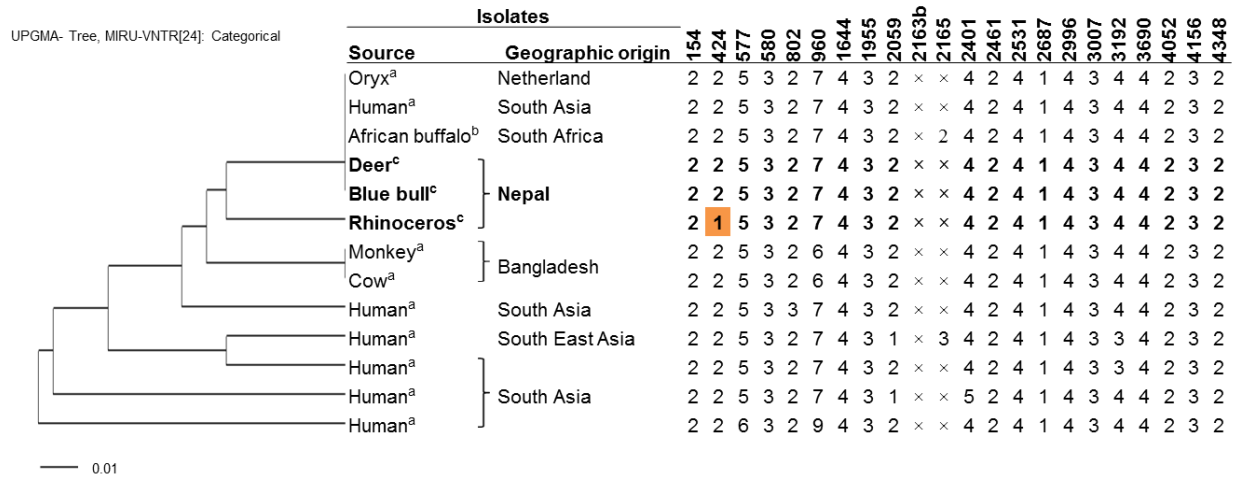 Isolates
UPGMA- Tree, MIRU-VNTR[24]: Categorical
Source Geographic origin 154 424 577 580 802 960 1644 1955 2059 2163b 2165 2401 2461 2531 2687 2996 3007 3192 3690 4052 4156 4348
Oryxᵃ Netherland 2 2 5 3 2 7 4 3 2 × × 4 2 4 1 4 3 4 4 2 3 2
Humanᵃ South Asia 2 2 5 3 2 7 4 3 2 × × 4 2 4 1 4 3 4 4 2 3 2
African buffaloᵇ South Africa 2 2 5 3 2 7 4 3 2 × 2 4 2 4 1 4 3 4 4 2 3 2
Deerᶜ 2 2 5 3 2 7 4 3 2 × × 4 2 4 1 4 3 4 4 2 3 2
Blue bullᶜ Nepal 2 2 5 3 2 7 4 3 2 × × 4 2 4 1 4 3 4 4 2 3 2
Rhinocerosᶜ 2 1 5 3 2 7 4 3 2 × × 4 2 4 1 4 3 4 4 2 3 2
Monkeyᵃ 2 2 5 3 2 6 4 3 2 × × 4 2 4 1 4 3 4 4 2 3 2
Bangladesh
Cowᵃ 2 2 5 3 2 6 4 3 2 × × 4 2 4 1 4 3 4 4 2 3 2
Humanᵃ South Asia 2 2 5 3 3 7 4 3 2 × × 4 2 4 1 4 3 4 4 2 3 2
Humanᵃ South East Asia 2 2 5 3 2 7 4 3 1 × 3 4 2 4 1 4 3 3 4 2 3 2
Humanᵃ 2 2 5 3 2 7 4 3 2 × × 4 2 4 1 4 3 3 4 2 3 2
Humanᵃ South Asia 2 2 5 3 2 7 4 3 1 × × 5 2 4 1 4 3 4 4 2 3 2
Humanᵃ 2 2 6 3 2 9 4 3 2 × × 4 2 4 1 4 3 4 4 2 3 2
0.01